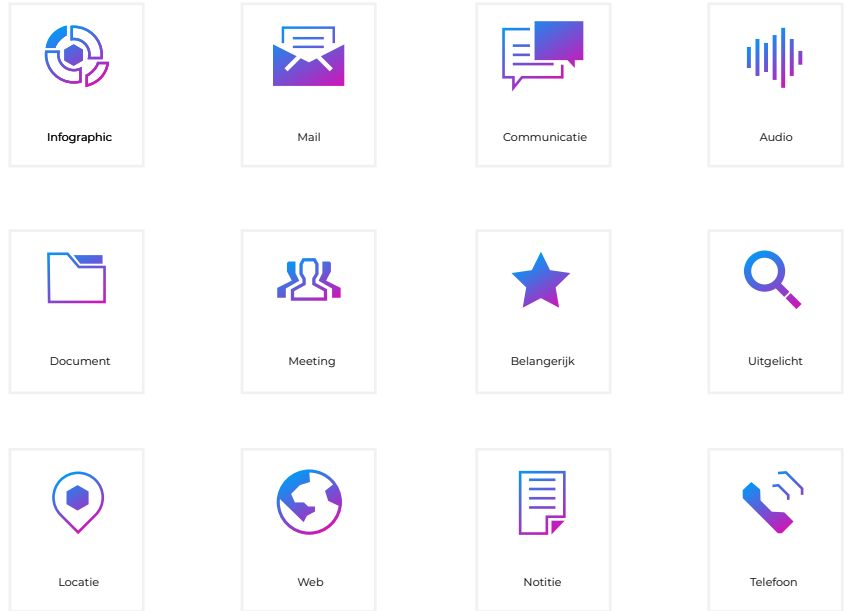 Infographic
Mail
Communicatie
Audio
Document
Meeting
Belangerijk
Uitgelicht
Locatie
Web
Notitie
Telefoon